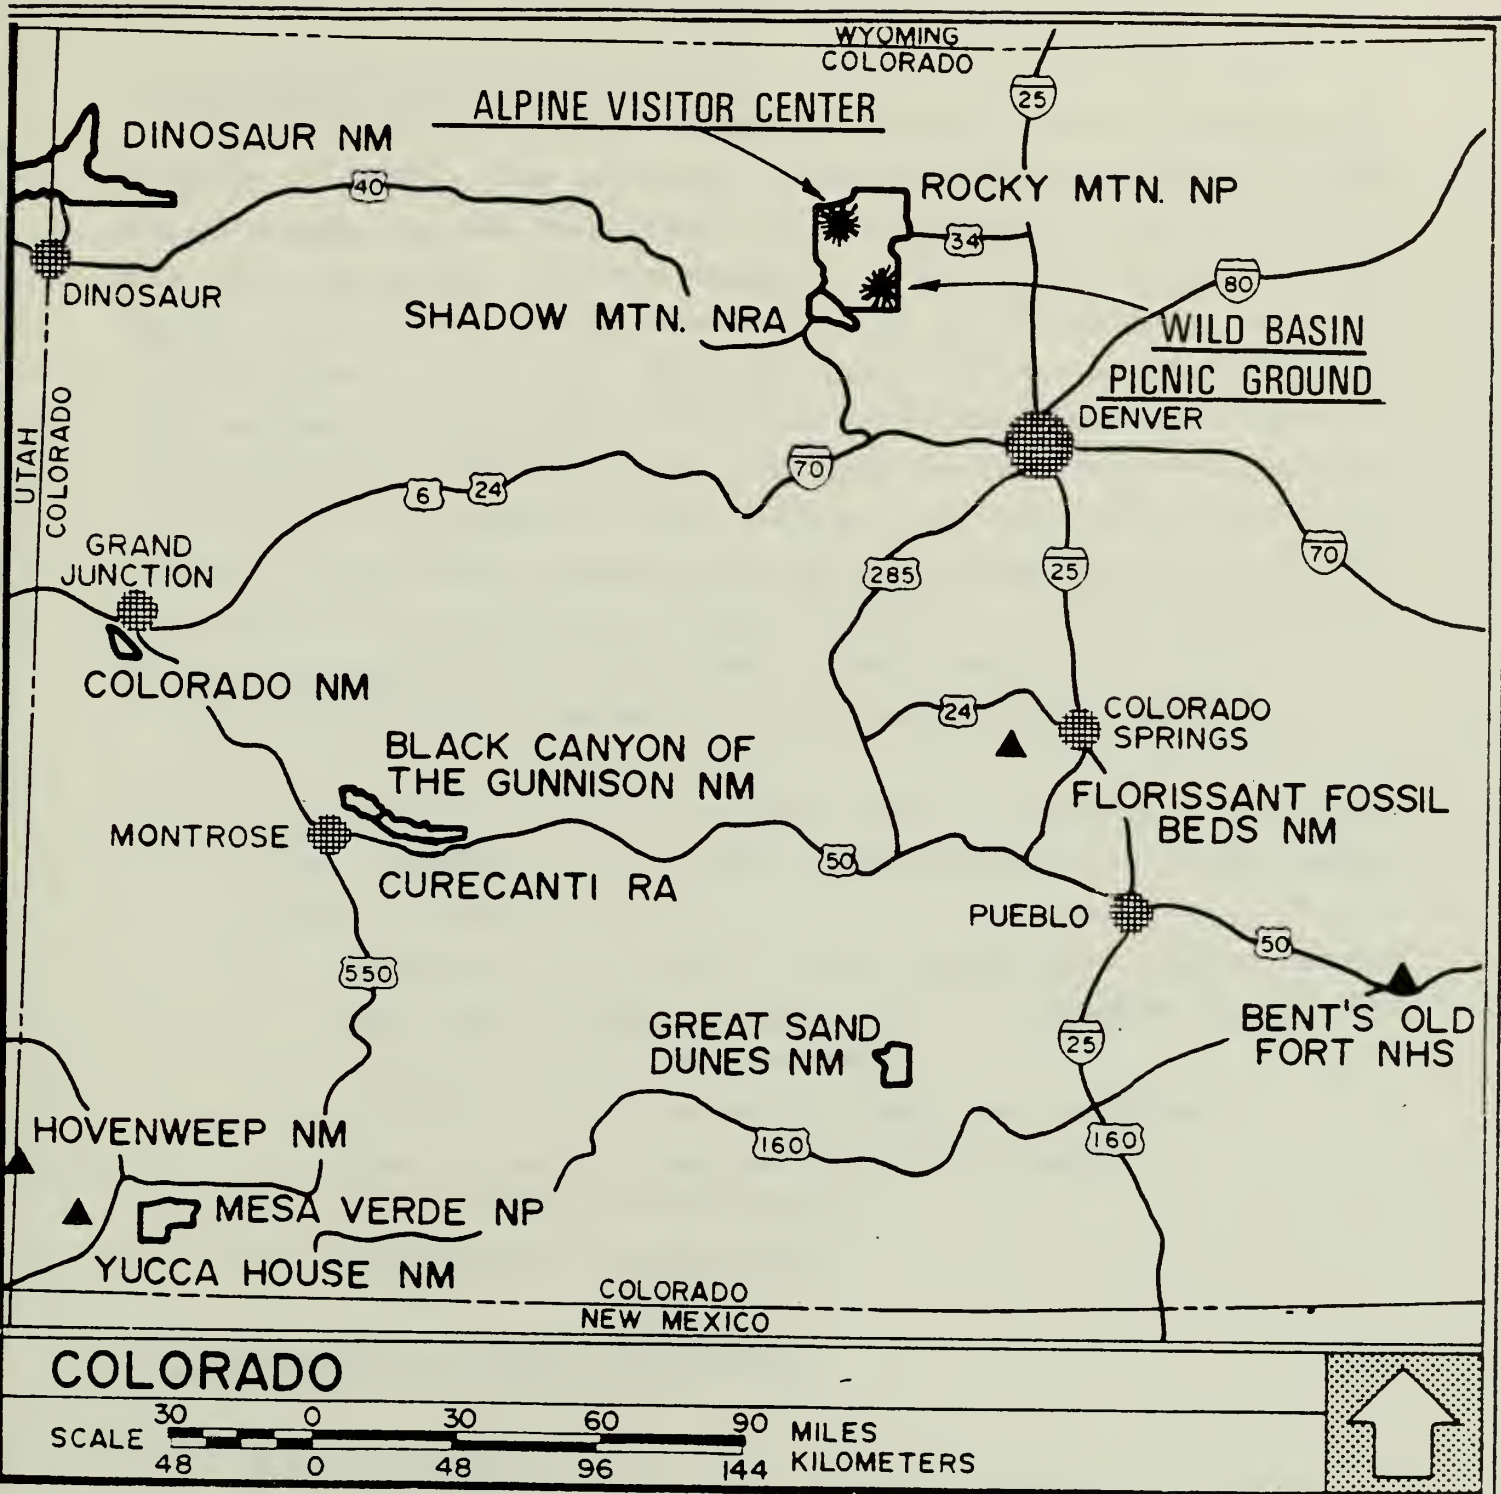 WYOMING
COLORADO
25
ALPINE VISITOR CENTER
DINOSAUR NM
40
ROCKY MTN. NP
34
80
DINOSAUR
SHADOW MTN. NRA
WILD BASIN
PICNIC GROUND
DENVER
UTAH
COLORADO
70
6
24
GRAND
JUNCTION
285
25
70
COLORADO NM
24
COLORADO
SPRINGS
BLACK CANYON OF
THE GUNNISON NM
FLORISSANT FOSSIL
BEDS NM
MONTROSE
50
CURECANTI RA
PUEBLO
50
550
GREAT SAND
DUNES NM
25
BENT'S OLD
FORT NHS
HOVENWEEP NM
160
160
MESA VERDE NP
YUCCA HOUSE NM
COLORADO
NEW MEXICO
COLORADO
30 0 30 60 90 MILES
SCALE
48 0 48 96 144 KILOMETERS